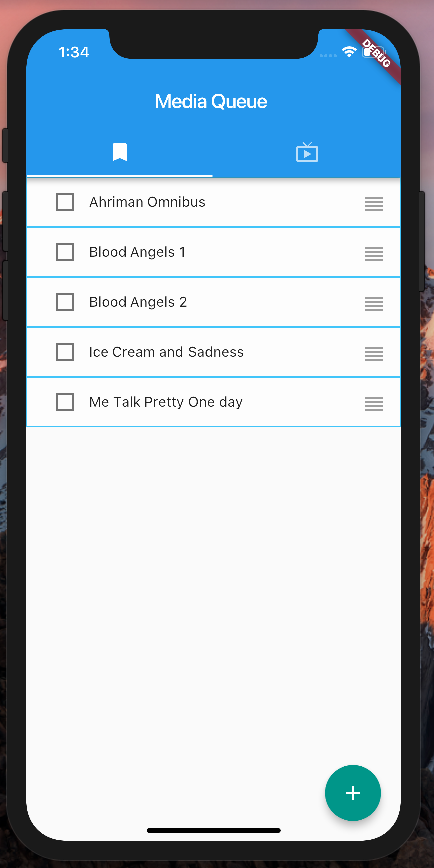 1:34
DEBUG
Media Queue
Ahriman Omnibus
Blood Angels 1
Blood Angels 2
Ice Cream and Sadness
Me Talk Pretty One day